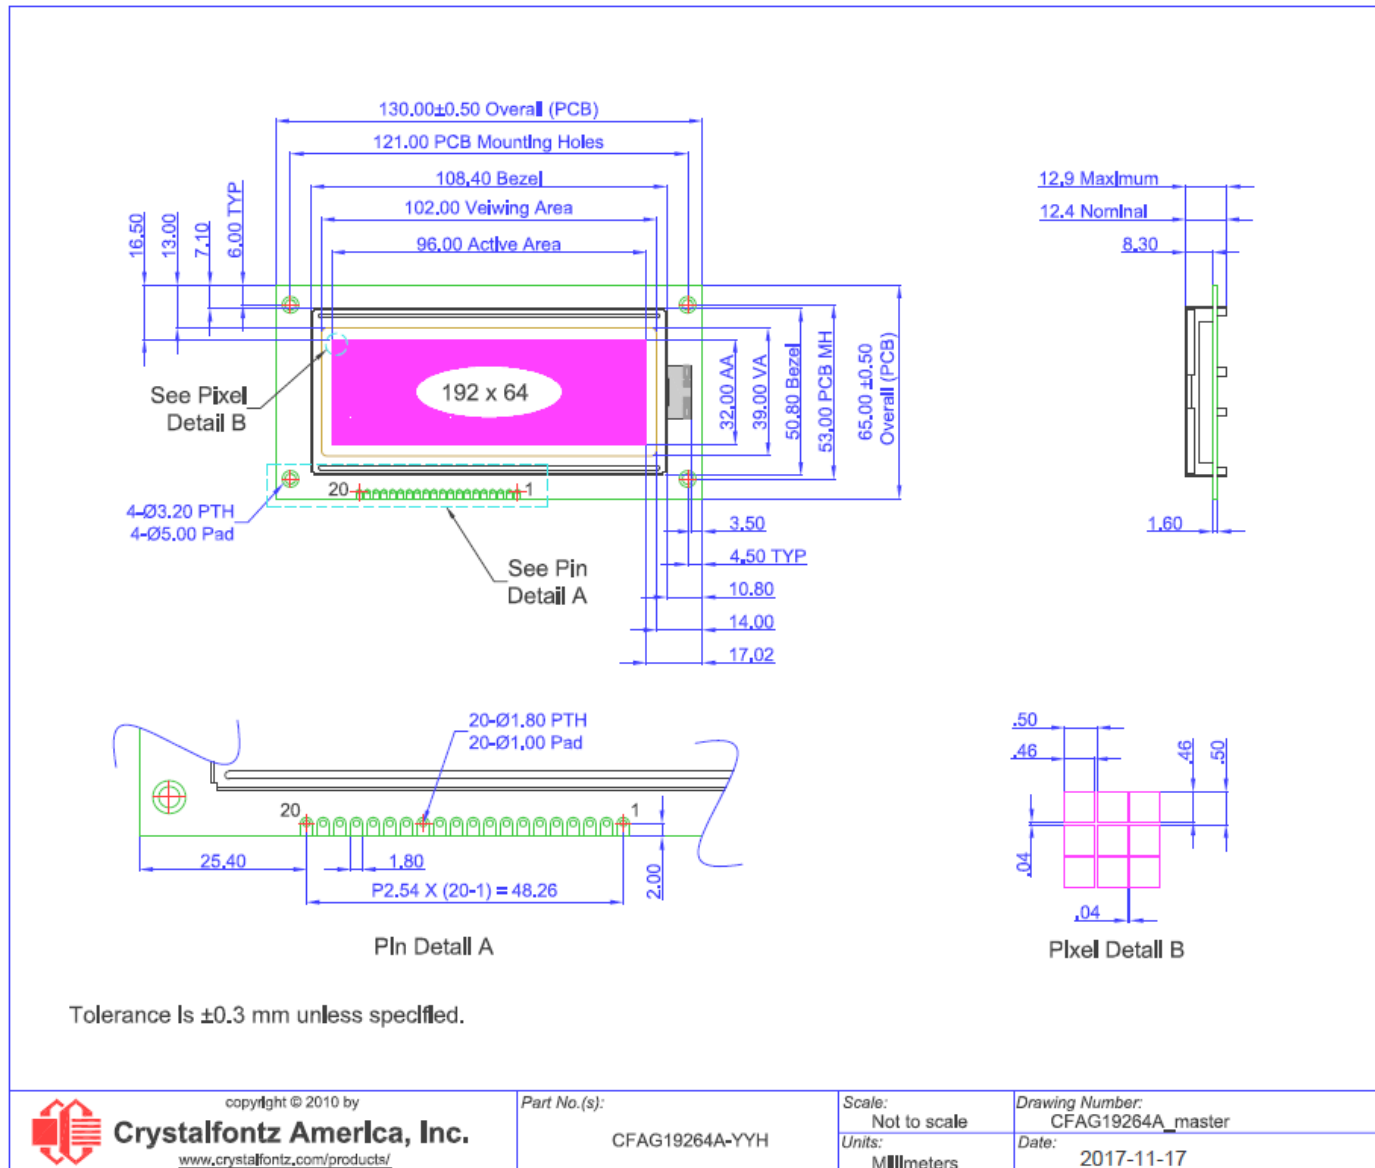 130.00±0.50 Overall (PCB)
121.00 PCB Mounting Holes
108.40 Bezel
102.00 Veiwing Area
96.00 Active Area
16.50
13.00
7.10
6.00 TYP
12.9 Maximum
12.4 Nominal
8.30
See Pixel
Detail B
192 x 64
32.00 AA
39.00 VA
50.80 Bezel
53.00 PCB MH
65.00 ±0.50
Overall (PCB)
20
1
4-Ø3.20 PTH
4-Ø5.00 Pad
See Pin
Detail A
3.50
4.50 TYP
10.80
14.00
17.02
1.60
20-Ø1.80 PTH
20-Ø1.00 Pad
20
1
25.40
1.80
P2.54 X (20-1) = 48.26
2.00
Pin Detail A
.50
.46
.46
.50
.04
.04
Pixel Detail B
Tolerance is ±0.3 mm unless specified.
copyright © 2010 by
Crystalfontz America, Inc.
www.crystalfontz.com/products/
Part No.(s):
CFAG19264A-YYH
Scale:
Not to scale
Units:
Millimeters
Drawing Number:
CFAG19264A_master
Date:
2017-11-17